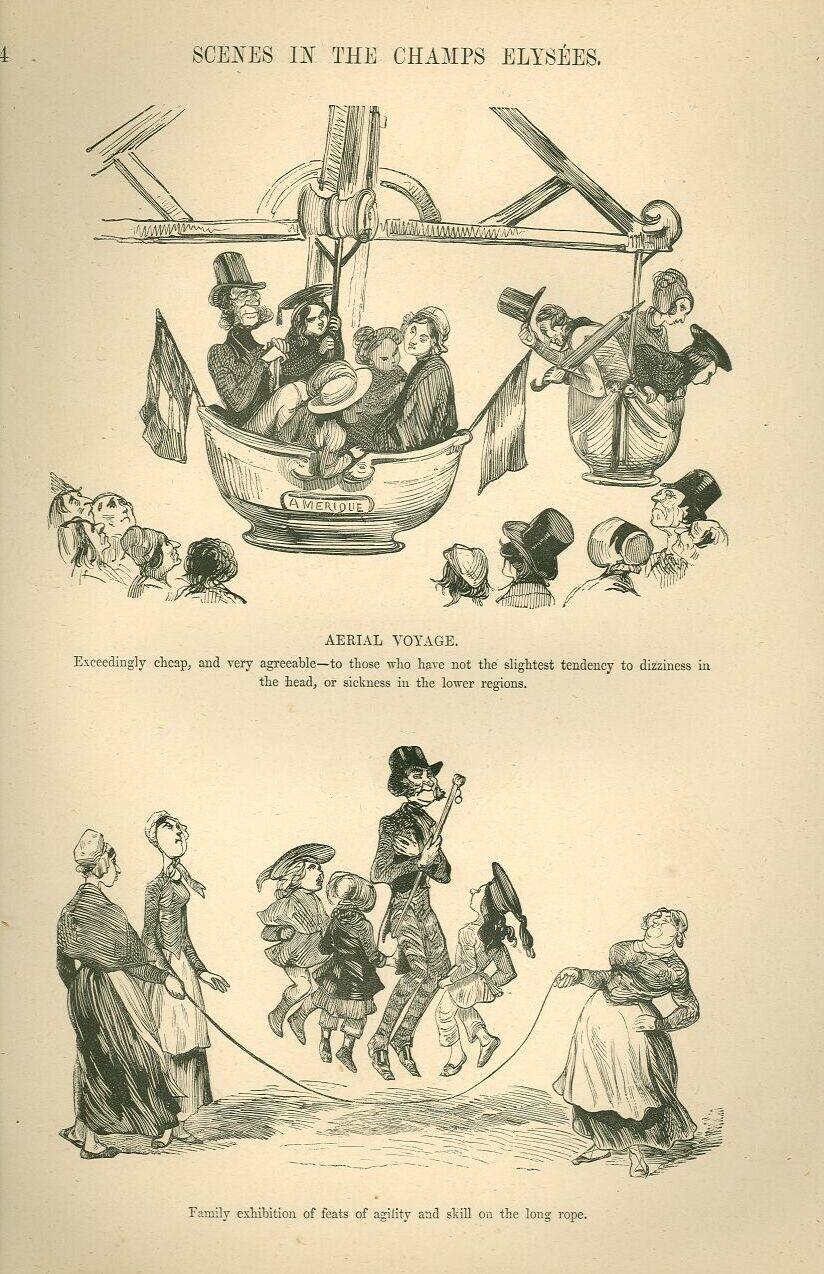 4
SCENES IN THE CHAMPS ELYSÉES.
AMERIQUE
AERIAL VOYAGE.
Exceedingly cheap, and very agreeable—to those who have not the slightest tendency to dizziness in
the head, or sickness in the lower regions.
Family exhibition of feats of agility and skill on the long rope.